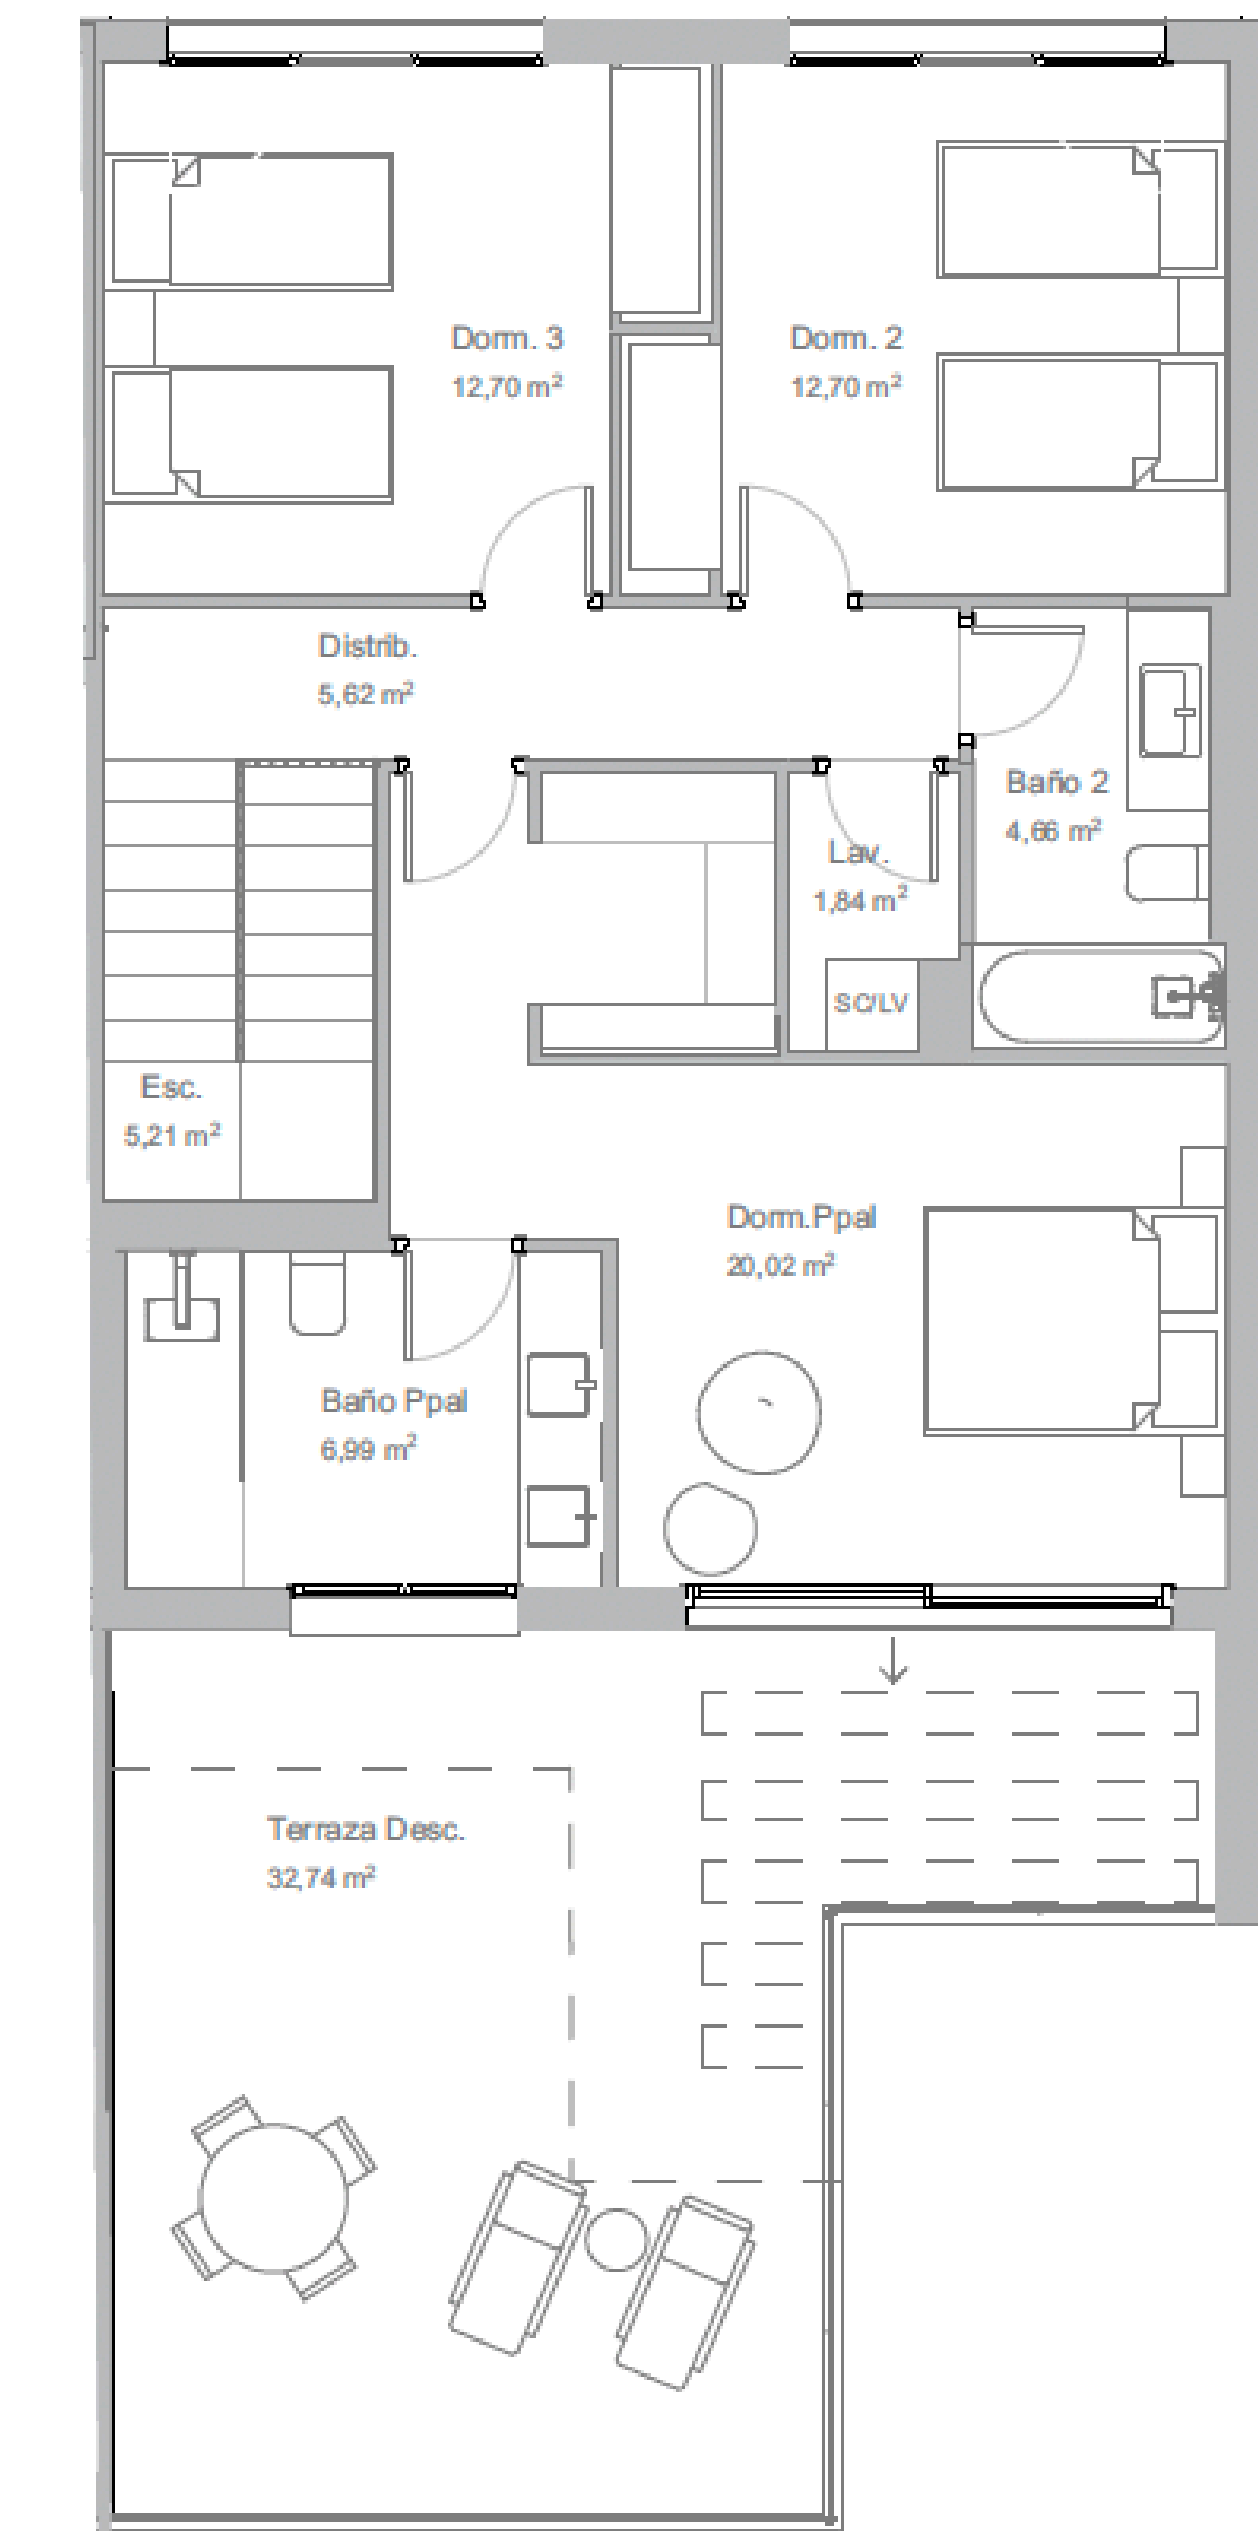 Dorm. 3
12,70 m²
Dorm. 2
12,70 m²
Distrib.
5,62 m²
Baño 2
4,66 m²
Lav.
1,84 m²
SC/LV
Esc.
5,21 m²
Dorm.Ppal
20,02 m²
Baño Ppal
6,99 m²
Terraza Desc.
32,74 m²